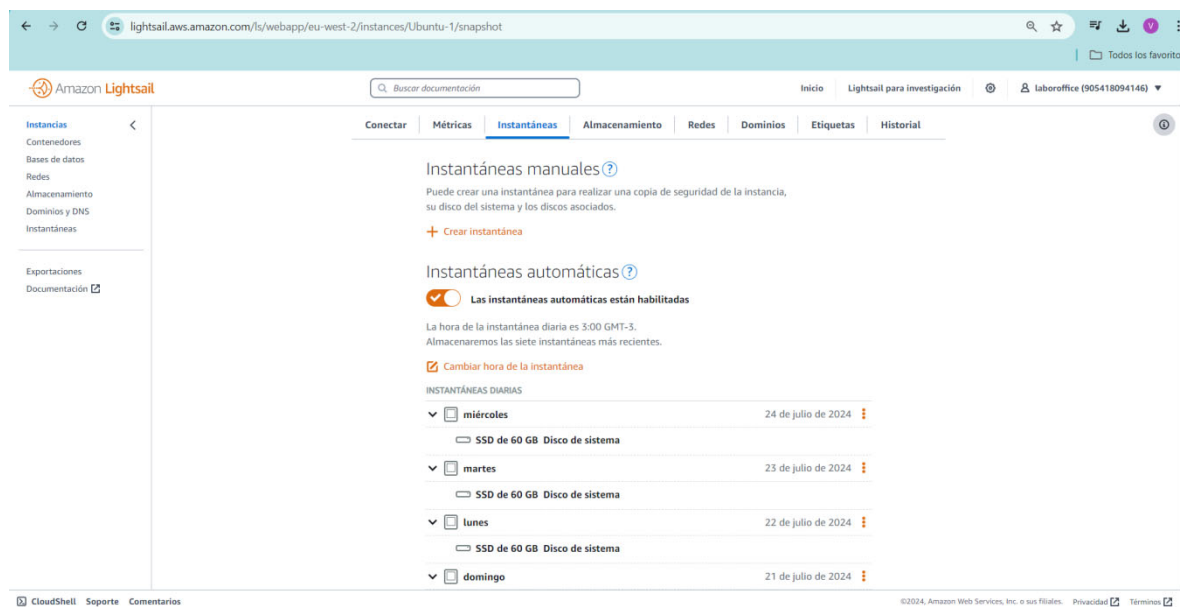 lightsail.aws.amazon.com/ls/webapp/eu-west-2/instances/Ubuntu-1/snapshot
V
Todos los favorito
Amazon Lightsail
Buscar documentación
Inicio
Lightsail para investigación
laboroffice (905418094146)
Instancias
Contenedores
Bases de datos
Redes
Almacenamiento
Dominios y DNS
Instantáneas
Exportaciones
Documentación
Conectar Métricas Instantáneas Almacenamiento Redes Dominios Etiquetas Historial
Instantáneas manuales ?
Puede crear una instantánea para realizar una copia de seguridad de la instancia,
su disco del sistema y los discos asociados.
+ Crear instantánea
Instantáneas automáticas ?
Las instantáneas automáticas están habilitadas
La hora de la instantánea diaria es 3:00 GMT-3.
Almacenaremos las siete instantáneas más recientes.
Cambiar hora de la instantánea
INSTANTÁNEAS DIARIAS
miércoles 24 de julio de 2024
SSD de 60 GB Disco de sistema
martes 23 de julio de 2024
SSD de 60 GB Disco de sistema
lunes 22 de julio de 2024
SSD de 60 GB Disco de sistema
domingo 21 de julio de 2024
CloudShell Soporte Comentarios
©2024, Amazon Web Services, Inc. o sus filiales. Privacidad Términos